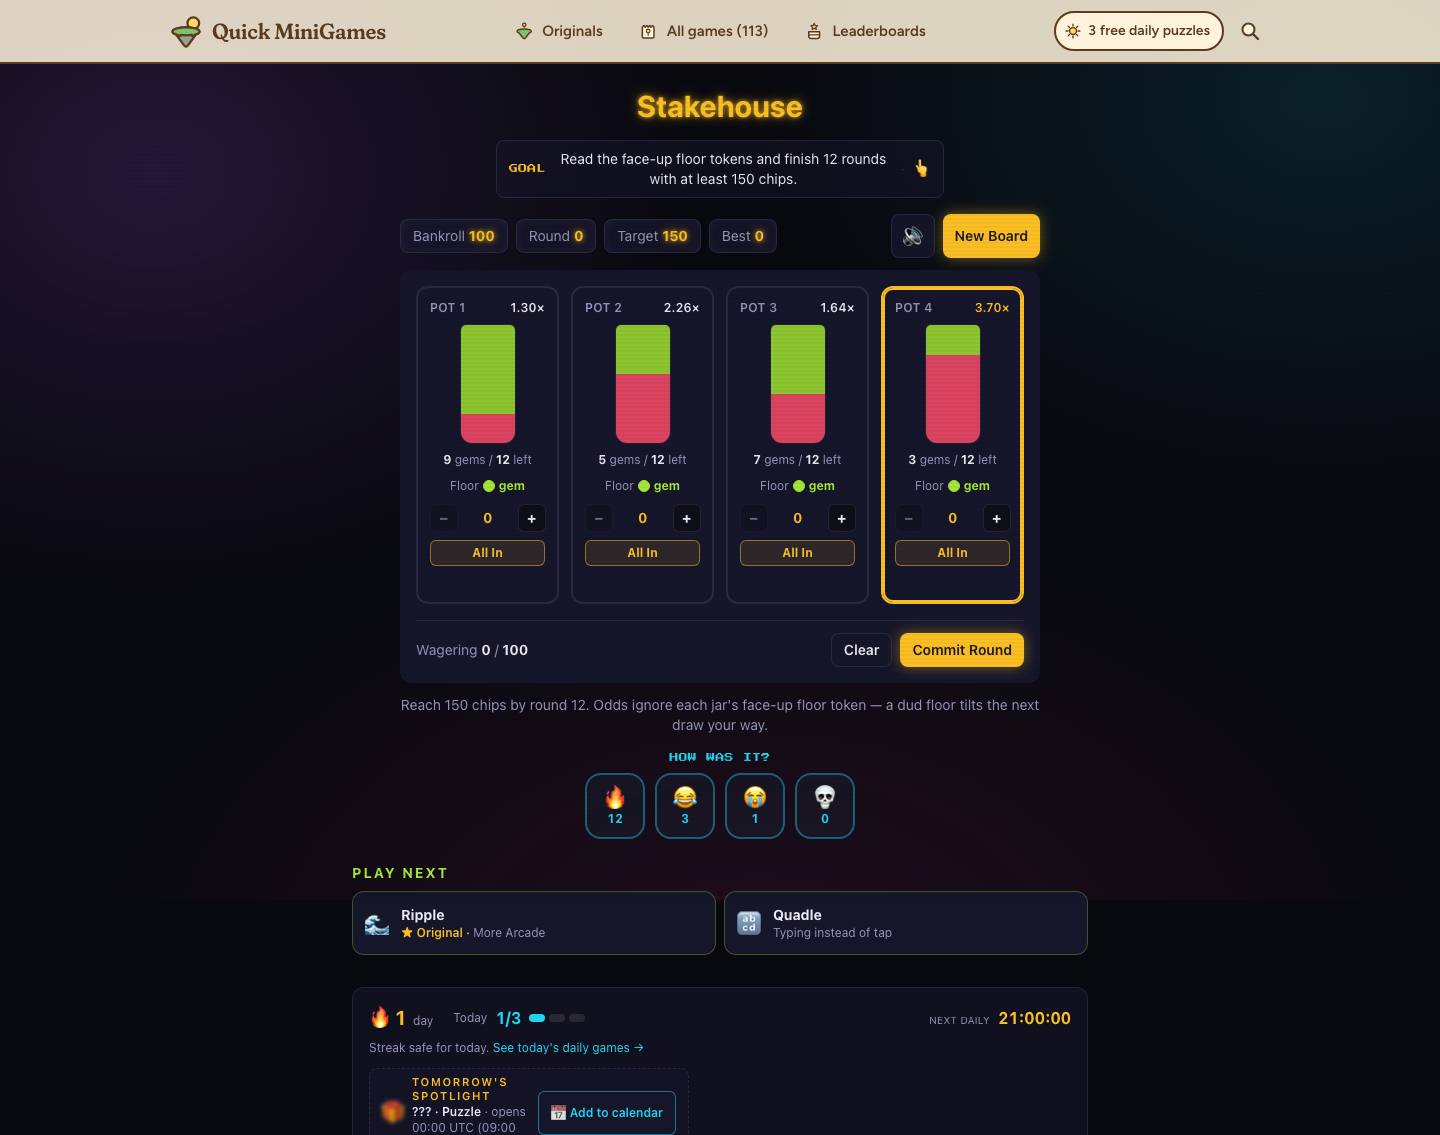 Quick MiniGames
Originals
All games (113)
Leaderboards
3 free daily puzzles
Stakehouse
GOAL
Read the face-up floor tokens and finish 12 rounds
with at least 150 chips.
Bankroll 100
Round 0
Target 150
Best 0
New Board
POT 1 1.30×
9 gems / 12 left
Floor gem
− 0 +
All In
POT 2 2.26×
5 gems / 12 left
Floor gem
− 0 +
All In
POT 3 1.64×
7 gems / 12 left
Floor gem
− 0 +
All In
POT 4 3.70×
3 gems / 12 left
Floor gem
− 0 +
All In
Wagering 0 / 100
Clear
Commit Round
Reach 150 chips by round 12. Odds ignore each jar's face-up floor token — a dud floor tilts the next
draw your way.
HOW WAS IT?
12
3
1
0
PLAY NEXT
Ripple
Original · More Arcade
ab
cd
Quadle
Typing instead of tap
1 day
Today 1/3
NEXT DAILY 21:00:00
Streak safe for today. See today's daily games →
TOMORROW'S
SPOTLIGHT
??? · Puzzle · opens
00:00 UTC (09:00
Add to calendar